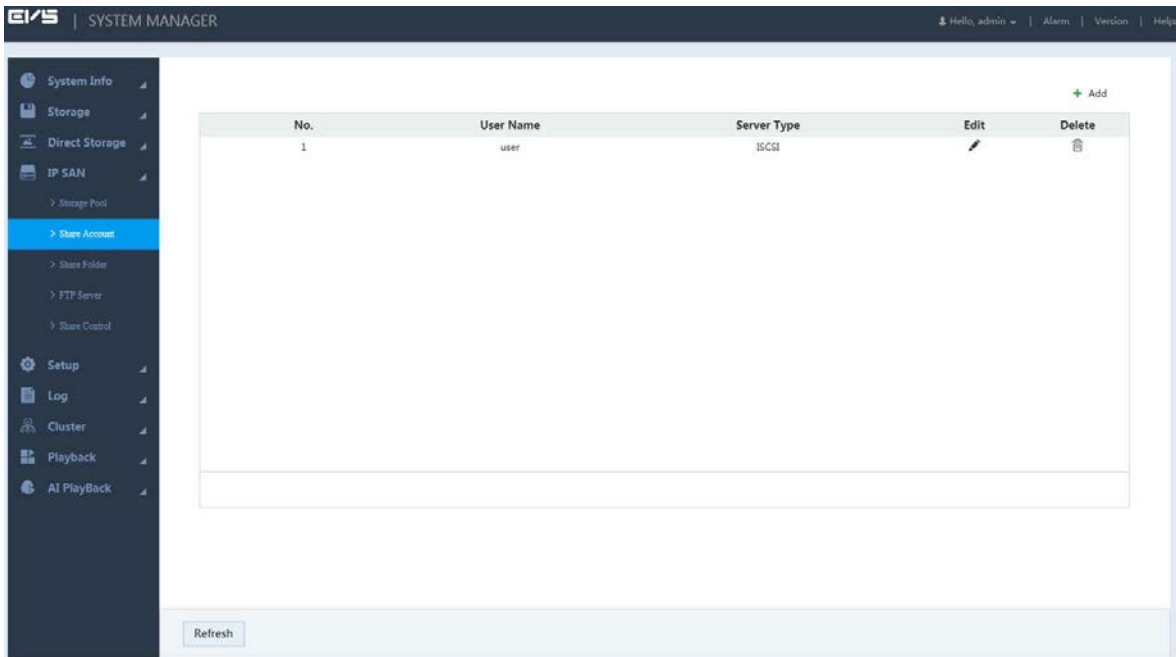 EIVS | SYSTEM MANAGER
Hello, admin | Alarm | Version | Help
System Info
Storage
Direct Storage
IP SAN
> Storage Pool
> Share Account
> Share Folder
> FTP Server
> Share Control
Setup
Log
Cluster
Playback
AI PlayBack
+ Add
No. User Name Server Type Edit Delete
1 user ISCSI
Refresh